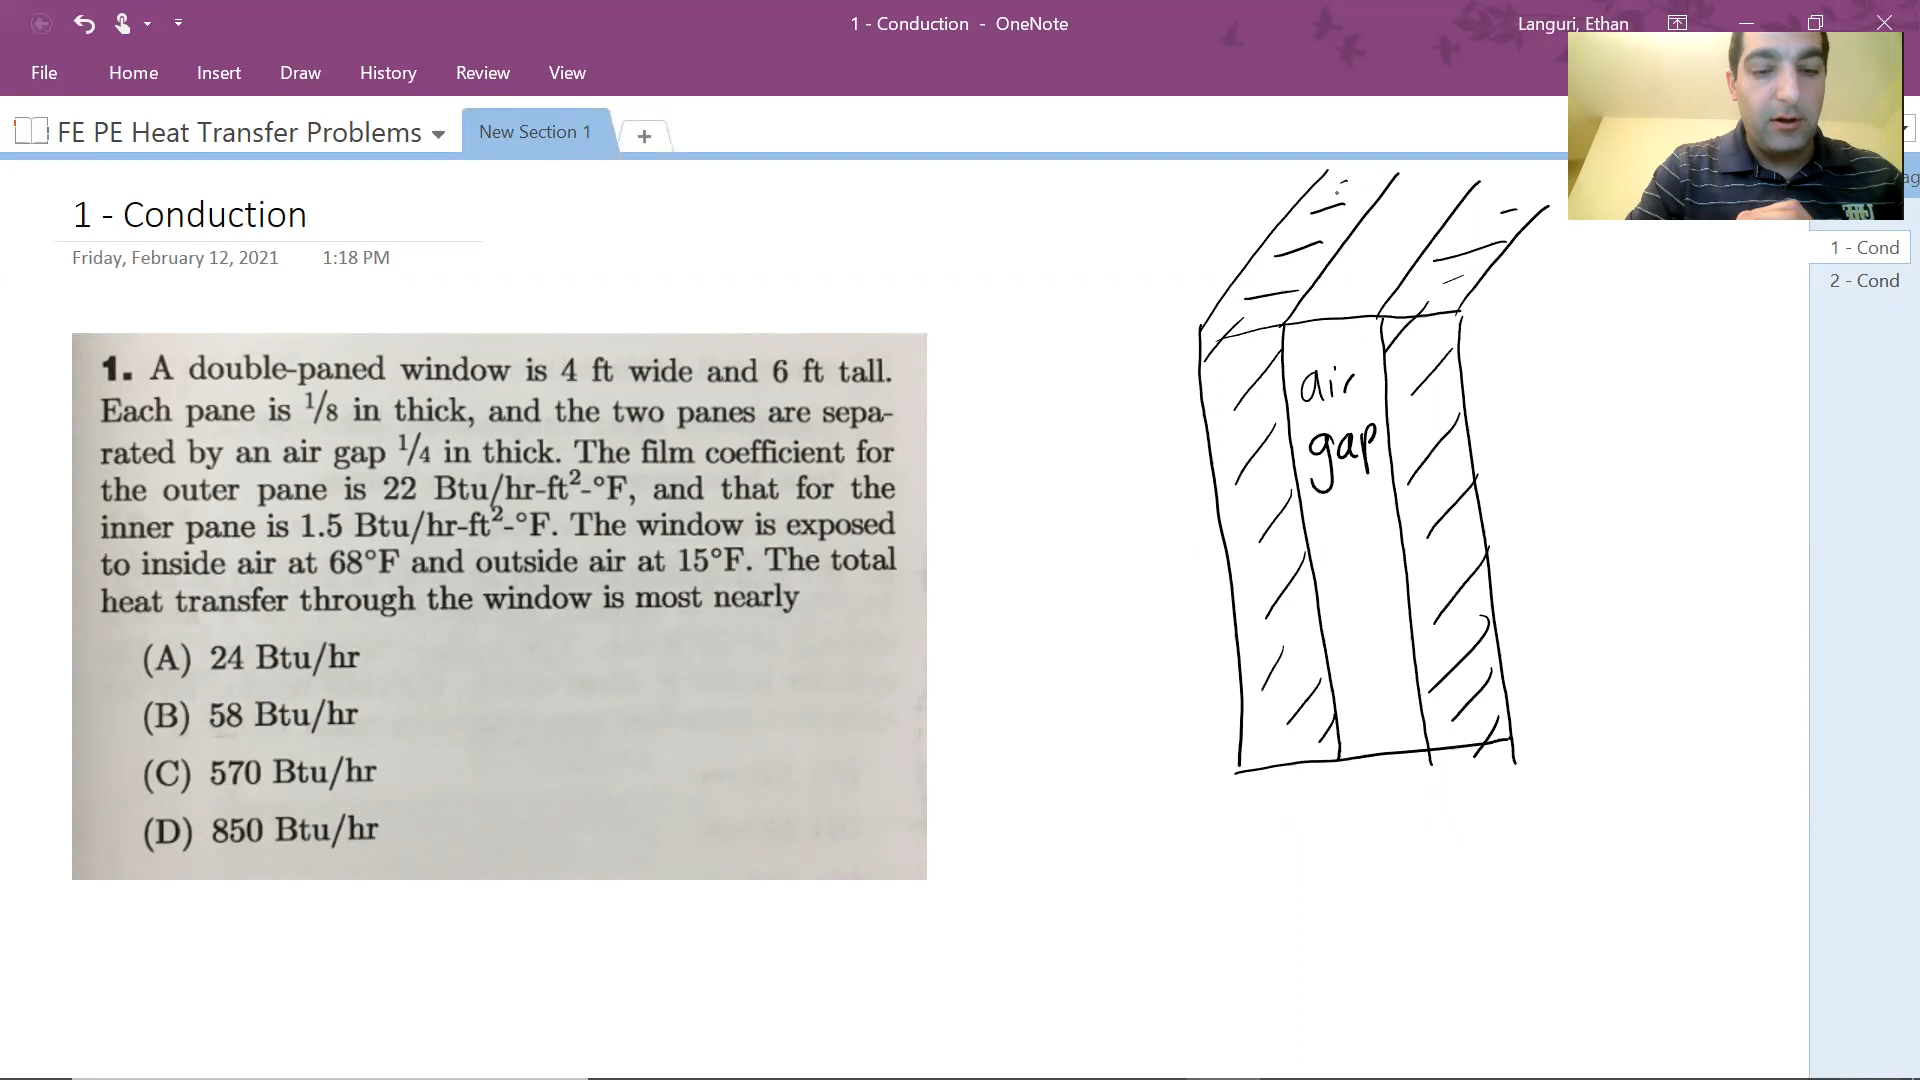 1 - Conduction - OneNote
Languri, Ethan
File Home Insert Draw History Review View
FE PE Heat Transfer Problems
New Section 1
+
1 - Conduction
Friday, February 12, 2021 1:18 PM
1 - Cond
2 - Cond
1. A double-paned window is 4 ft wide and 6 ft tall.
Each pane is 1/8 in thick, and the two panes are sepa-
rated by an air gap 1/4 in thick. The film coefficient for
the outer pane is 22 Btu/hr-ft²-°F, and that for the
inner pane is 1.5 Btu/hr-ft²-°F. The window is exposed
to inside air at 68°F and outside air at 15°F. The total
heat transfer through the window is most nearly
(A) 24 Btu/hr
(B) 58 Btu/hr
(C) 570 Btu/hr
(D) 850 Btu/hr
air
gap